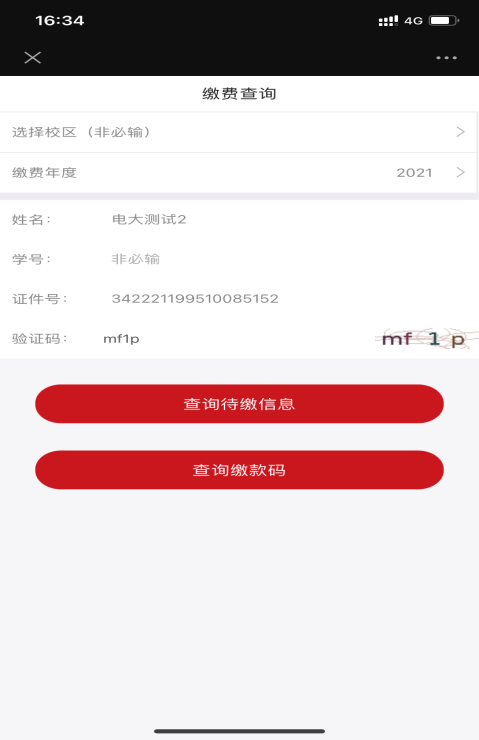 16:34 4G
缴费查询
选择校区（非必输）
缴费年度 2021
姓名： 电大测试2
学号： 非必输
证件号： 342221199510085152
验证码： mf1p mf 1 p
查询待缴信息
查询缴款码